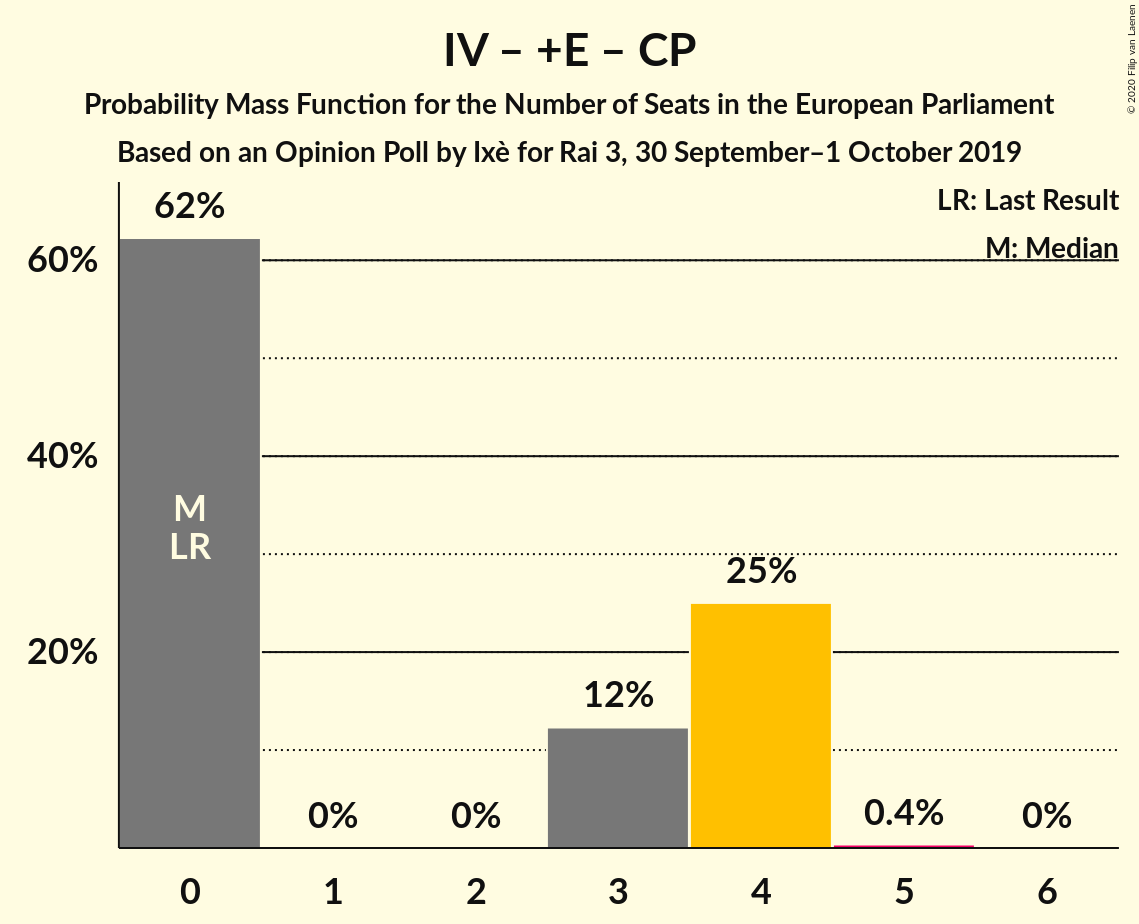 IV – +E – CP
Probability Mass Function for the Number of Seats in the European Parliament
Based on an Opinion Poll by Ixè for Rai 3, 30 September–1 October 2019
© 2020 Filip van Laenen
LR: Last Result
M: Median
62%
60%
40%
M
LR
25%
20%
12%
0%
0%
0.4%
0%
0
1
2
3
4
5
6